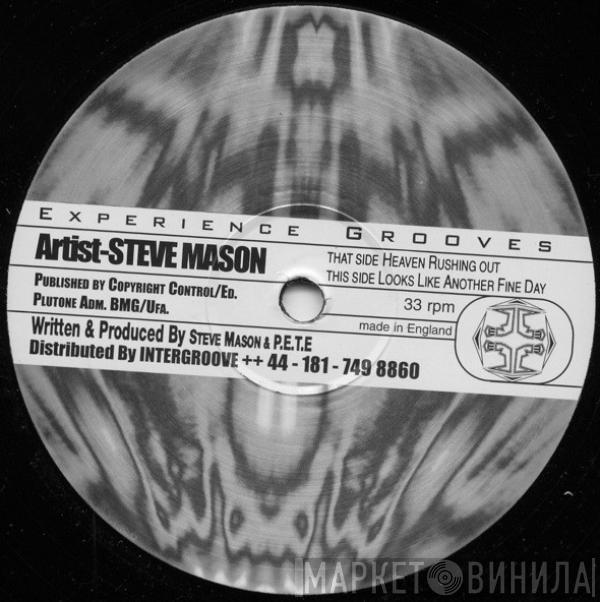 EXPERIENCE GROOVES
Artist-STEVE MASON
PUBLISHED BY COPYRIGHT CONTROL/ED.
PLUTONE ADM. BMG/UFA.
Written & Produced By STEVE MASON & P.E.T.E
Distributed By INTERGROOVE ++ 44 - 181 - 749 8860
THAT SIDE HEAVEN RUSHING OUT
THIS SIDE LOOKS LIKE ANOTHER FINE DAY
33 rpm
made in England
МАРКЕТ ВИНИЛА